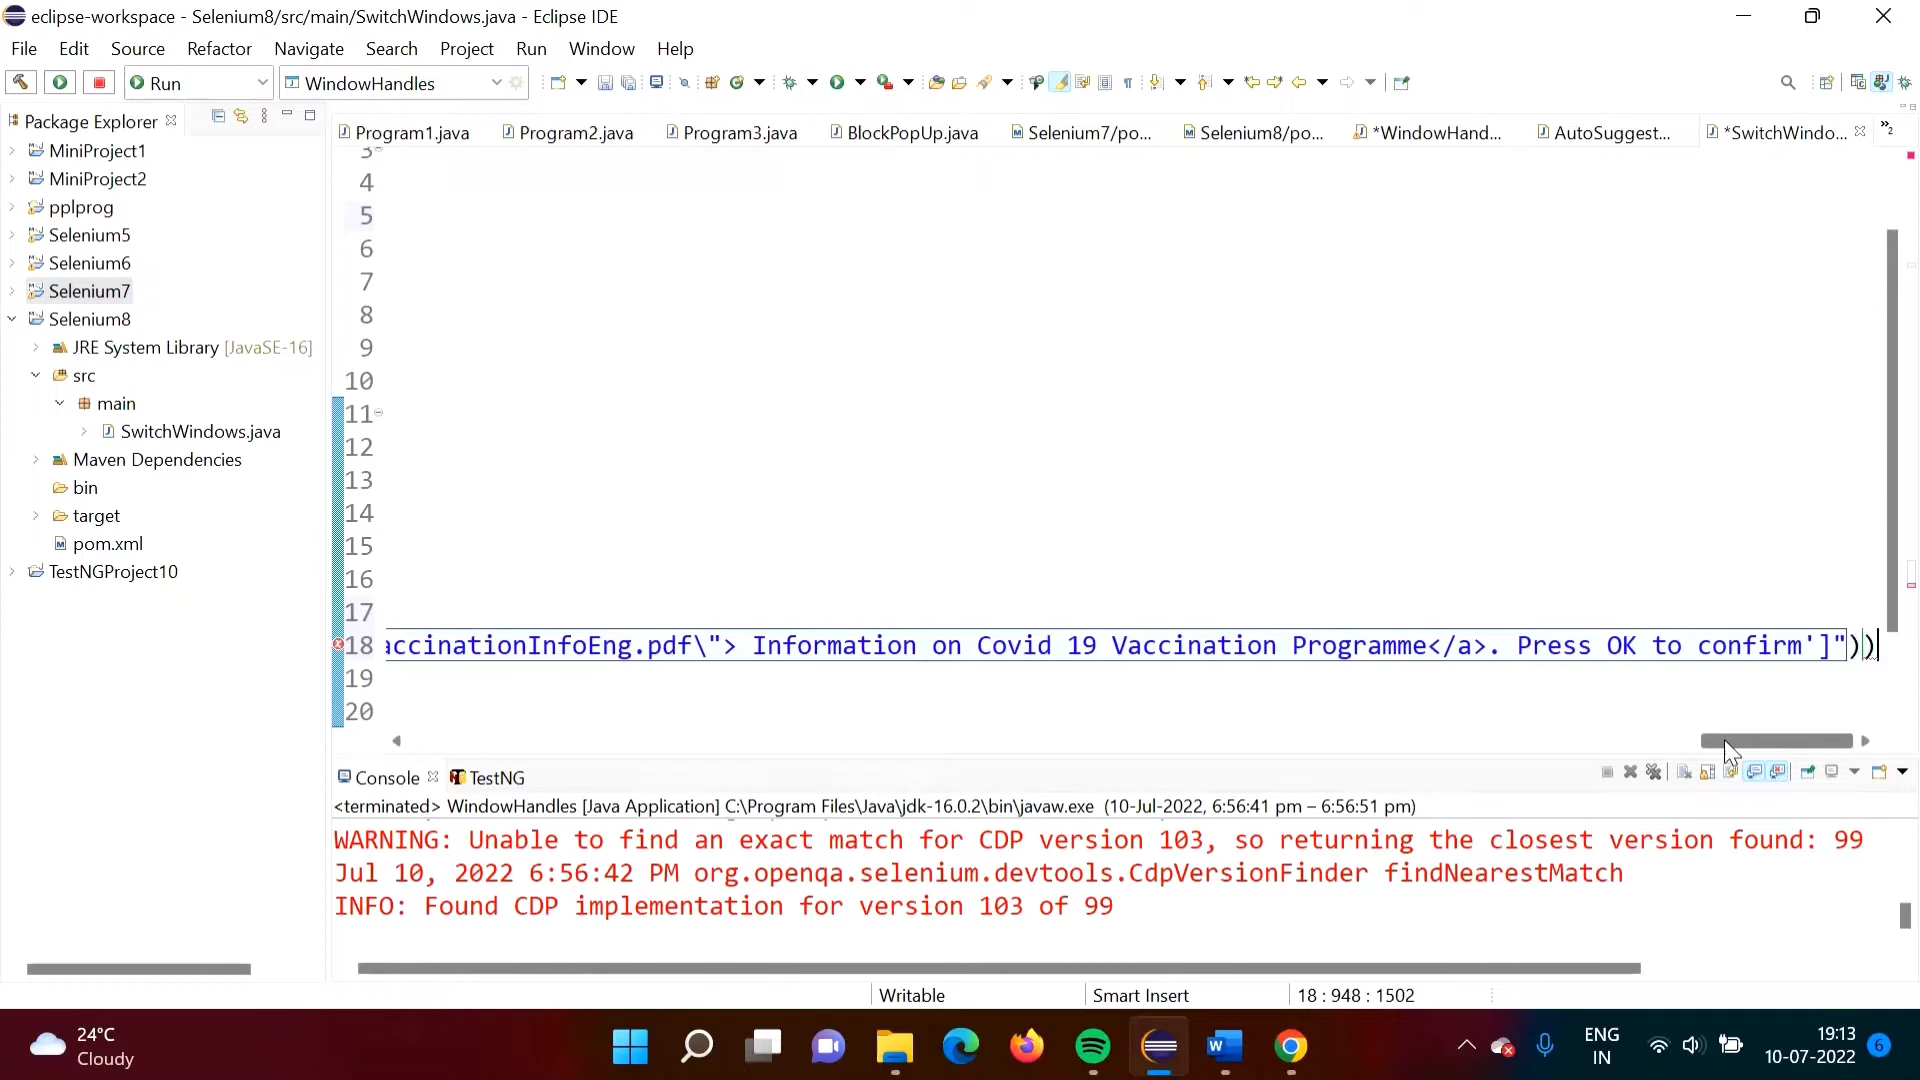 eclipse-workspace - Selenium8/src/main/SwitchWindows.java - Eclipse IDE
File Edit Source Refactor Navigate Search Project Run Window Help
Run WindowHandles
Package Explorer
Program1.java Program2.java Program3.java BlockPopUp.java Selenium7/po... Selenium8/po... *WindowHand... AutoSuggest... *SwitchWindo... »2
MiniProject1
MiniProject2
pplprog
Selenium5
Selenium6
Selenium7
Selenium8
JRE System Library [JavaSE-16]
src
main
SwitchWindows.java
Maven Dependencies
bin
target
pom.xml
TestNGProject10
3
4
5
6
7
8
9
10
11
12
13
14
15
16
17
18 accinationInfoEng.pdf\"> Information on Covid 19 Vaccination Programme</a>. Press OK to confirm']"))
19
20
Console TestNG
<terminated> WindowHandles [Java Application] C:\Program Files\Java\jdk-16.0.2\bin\javaw.exe (10-Jul-2022, 6:56:41 pm – 6:56:51 pm)
WARNING: Unable to find an exact match for CDP version 103, so returning the closest version found: 99
Jul 10, 2022 6:56:42 PM org.openqa.selenium.devtools.CdpVersionFinder findNearestMatch
INFO: Found CDP implementation for version 103 of 99
Writable Smart Insert 18 : 948 : 1502
24°C
Cloudy
ENG
IN
19:13
10-07-2022
6